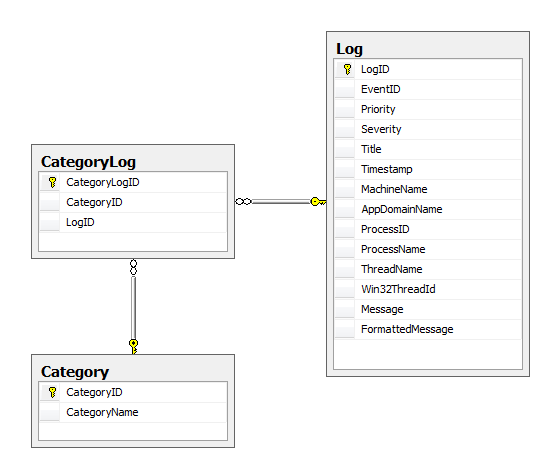 Log
LogID
EventID
Priority
Severity
Title
Timestamp
MachineName
AppDomainName
ProcessID
ProcessName
ThreadName
Win32ThreadId
Message
FormattedMessage
CategoryLog
CategoryLogID
CategoryID
LogID
Category
CategoryID
CategoryName